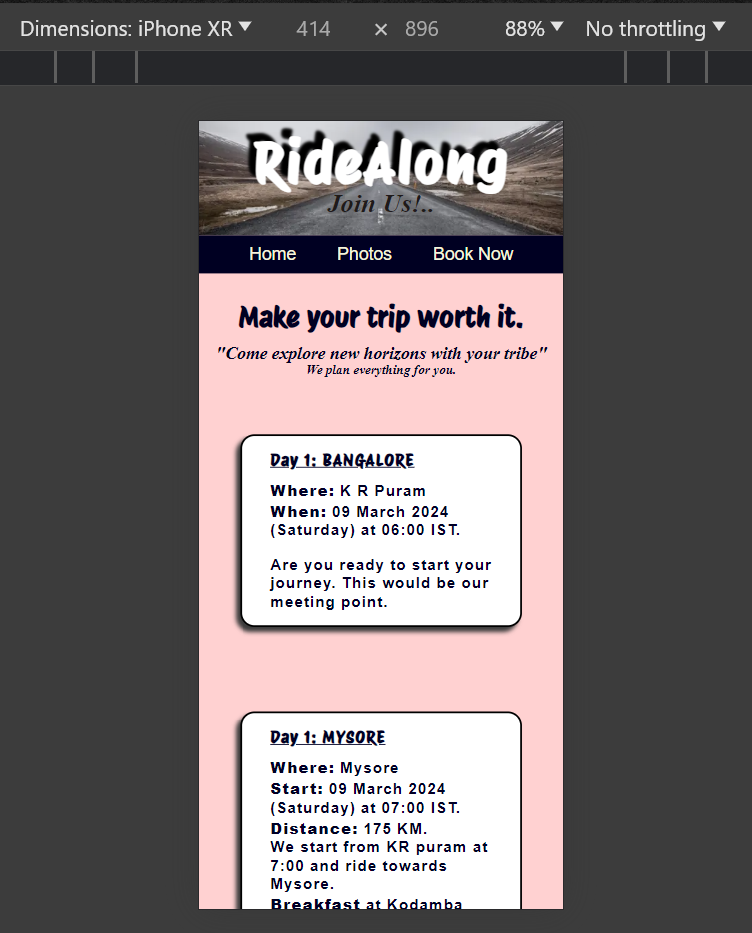 Dimensions: iPhone XR 414 × 896 88% No throttling
RideAlong
Join Us!..
Home Photos Book Now
Make your trip worth it.
"Come explore new horizons with your tribe"
We plan everything for you.
Day 1: BANGALORE
Where: K R Puram
When: 09 March 2024
(Saturday) at 06:00 IST.
Are you ready to start your
journey. This would be our
meeting point.
Day 1: MYSORE
Where: Mysore
Start: 09 March 2024
(Saturday) at 07:00 IST.
Distance: 175 KM.
We start from KR puram at
7:00 and ride towards
Mysore.
Breakfast at Kodamba